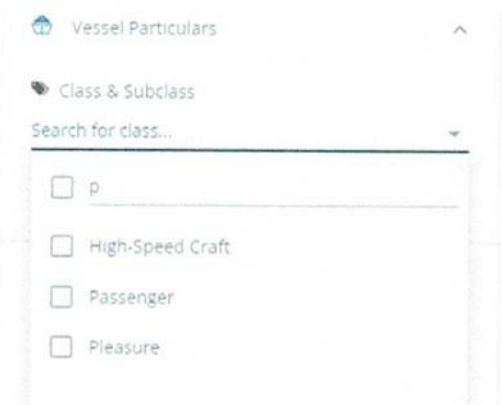 Vessel Particulars
Class & Subclass
Search for class...
p
High-Speed Craft
Passenger
Pleasure